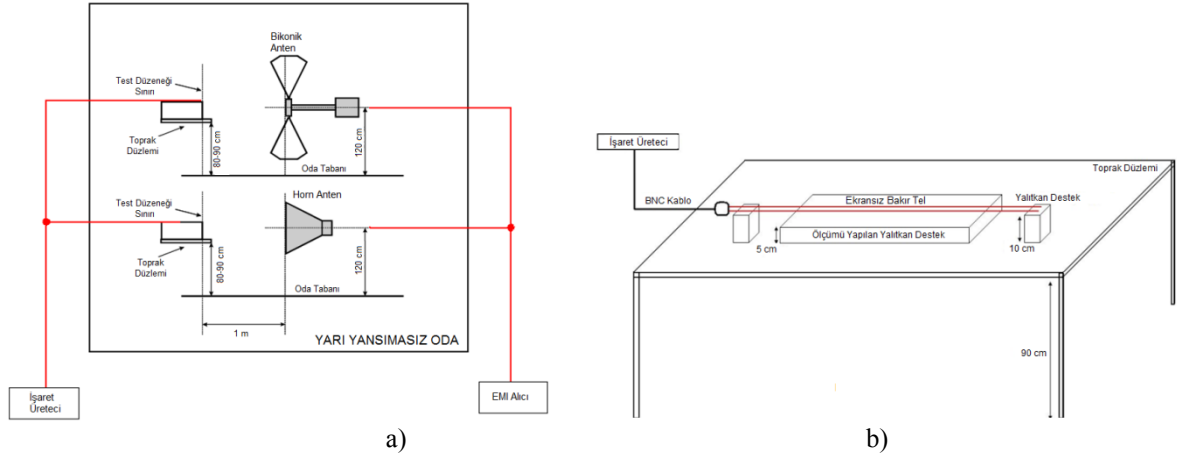 Bikonik
Anten
Test Düzeneği
Sınırı
Toprak
Düzlemi
80-90 cm
120 cm
Oda Tabanı
Horn Anten
Test Düzeneği
Sınırı
Toprak
Düzlemi
80-90 cm
120 cm
Oda Tabanı
1 m
YARI YANSIMASIZ ODA
İşaret
Üreteci
EMI Alıcı
a)
İşaret Üreteci
Toprak Düzlemi
BNC Kablo
Ekransız Bakır Tel
Yalıtkan Destek
Ölçümü Yapılan Yalıtkan Destek
5 cm
10 cm
90 cm
b)